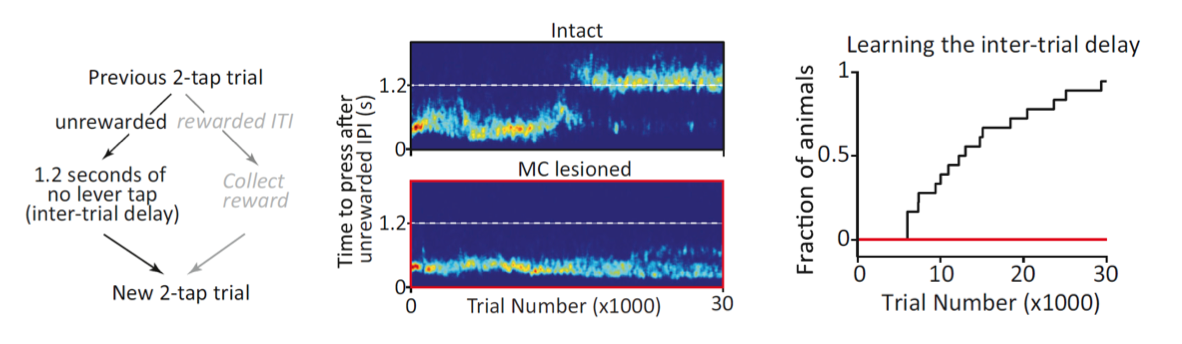 Previous 2-tap trial
unrewarded rewarded ITI
1.2 seconds of
no lever tap
(inter-trial delay)
Collect
reward
New 2-tap trial
Intact
Time to press after
unrewarded IPI (s)
1.2
0
MC lesioned
1.2
0
0
Trial Number (x1000)
30
Learning the inter-trial delay
Fraction of animals
1
0.5
0
0
10
20
30
Trial Number (x1000)